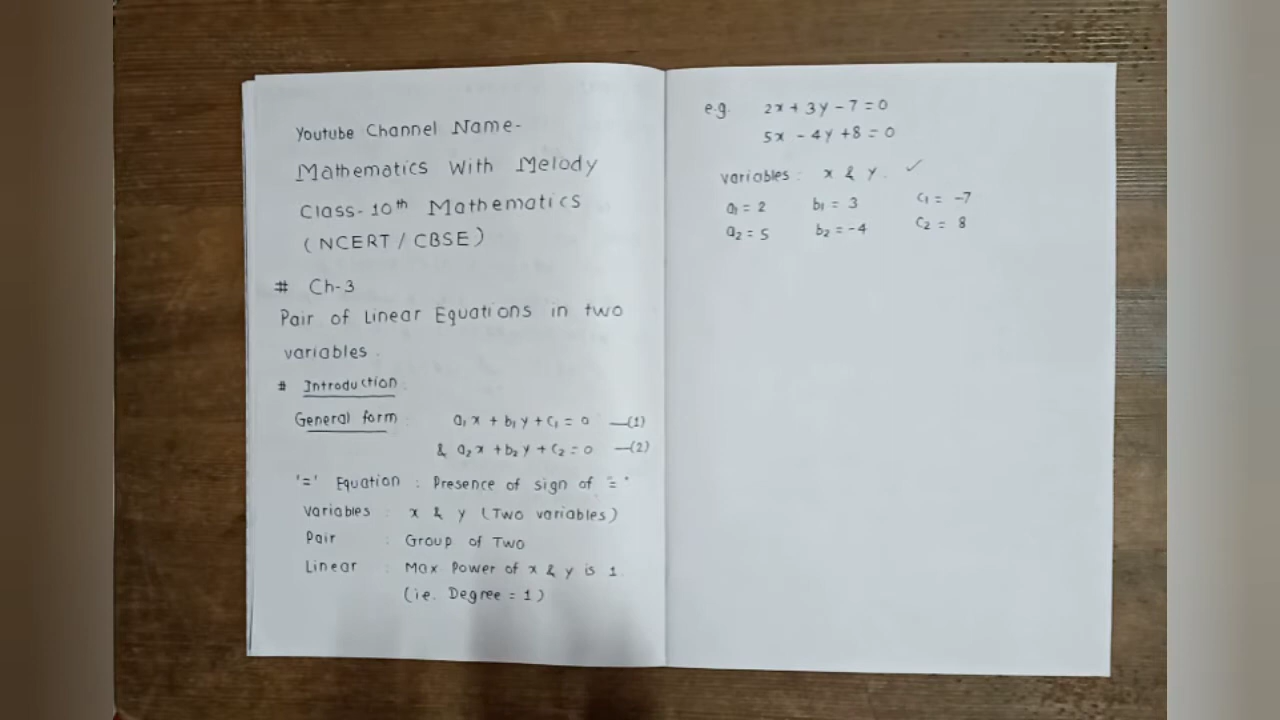 Youtube Channel Name-
Mathematics With Melody
Class-10th Mathematics
(NCERT / CBSE)
# Ch-3
Pair of Linear Equations in two
variables.
# Introduction:
General form : a₁x + b₁y + c₁ = 0 —(1)
& a₂x + b₂y + c₂ = 0 —(2)
'=' Equation : Presence of sign of '='
Variables : x & y (Two variables)
Pair : Group of Two
Linear : Max Power of x & y is 1.
(ie. Degree = 1)
e.g. 2x + 3y - 7 = 0
5x - 4y + 8 = 0
variables: x & y. ✓
a₁ = 2 b₁ = 3 c₁ = -7
a₂ = 5 b₂ = -4 c₂ = 8